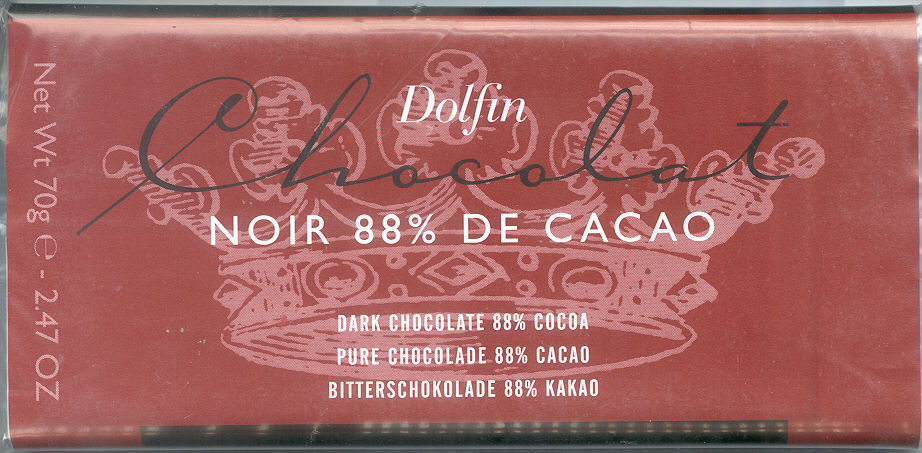 Dolfin
Chocolat
NOIR 88% DE CACAO
DARK CHOCOLATE 88% COCOA
PURE CHOCOLADE 88% CACAO
BITTERSCHOKOLADE 88% KAKAO
Net Wt 70g ℮ - 2.47 OZ